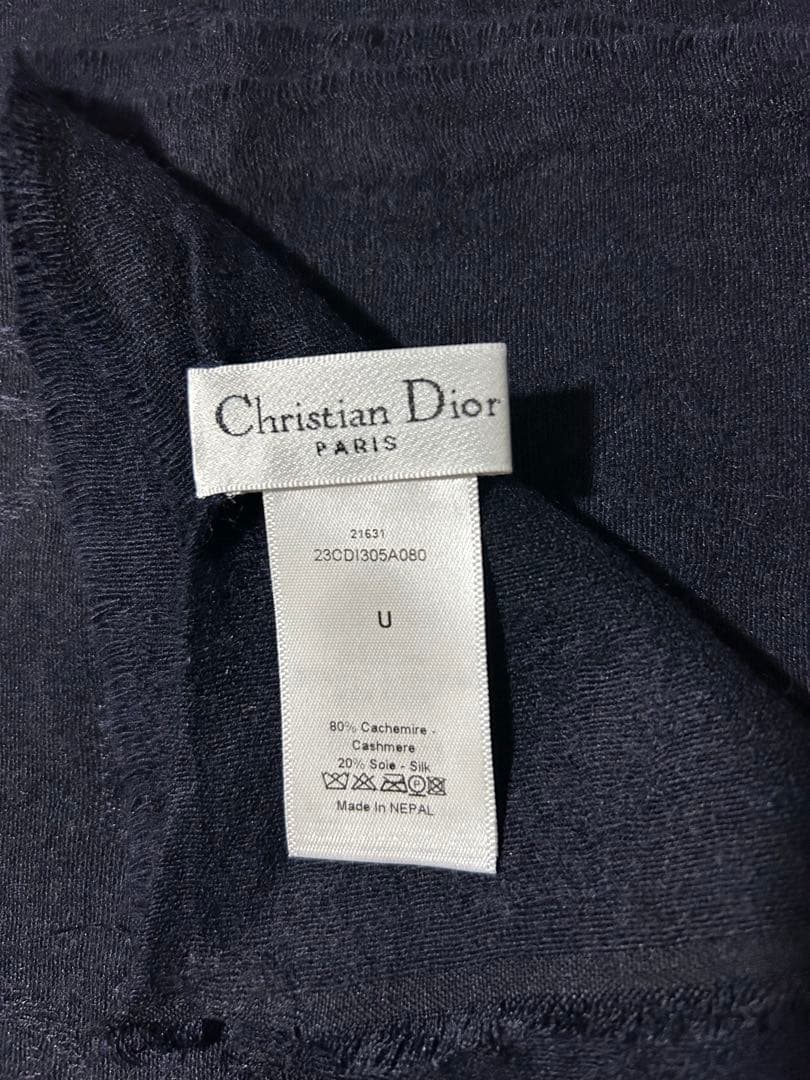 Christian Dior
PARIS
21631
23CDI305A080
U
80% Cachemire -
Cashmere
20% Soie - Silk
P
Made In NEPAL